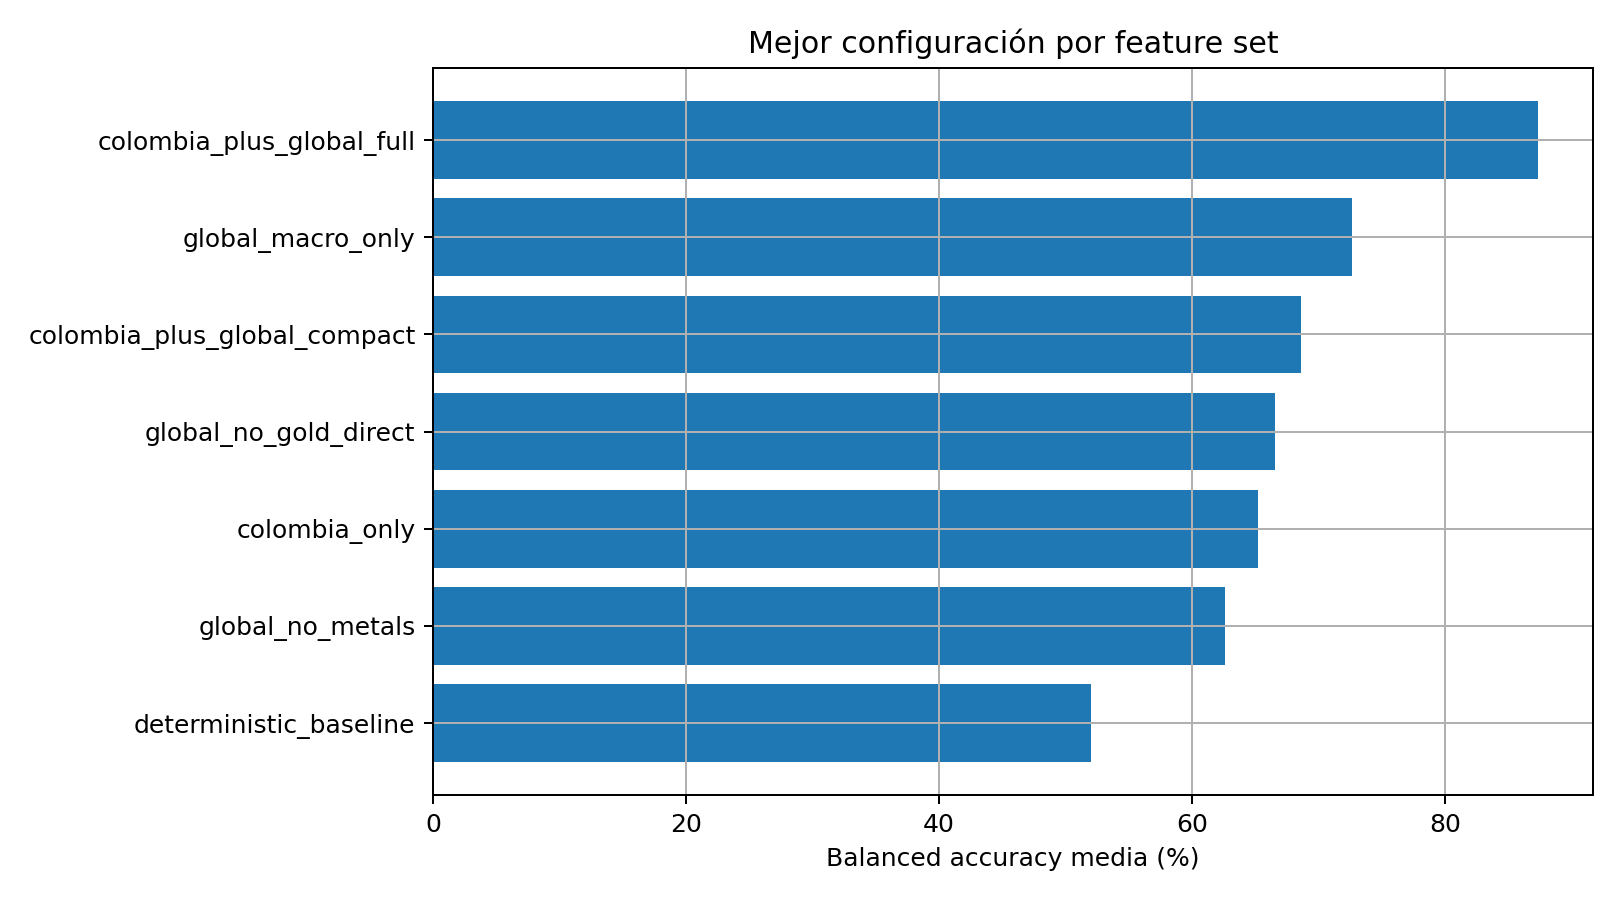 Mejor configuración por feature set
colombia_plus_global_full
global_macro_only
colombia_plus_global_compact
global_no_gold_direct
colombia_only
global_no_metals
deterministic_baseline
0 20 40 60 80
Balanced accuracy media (%)